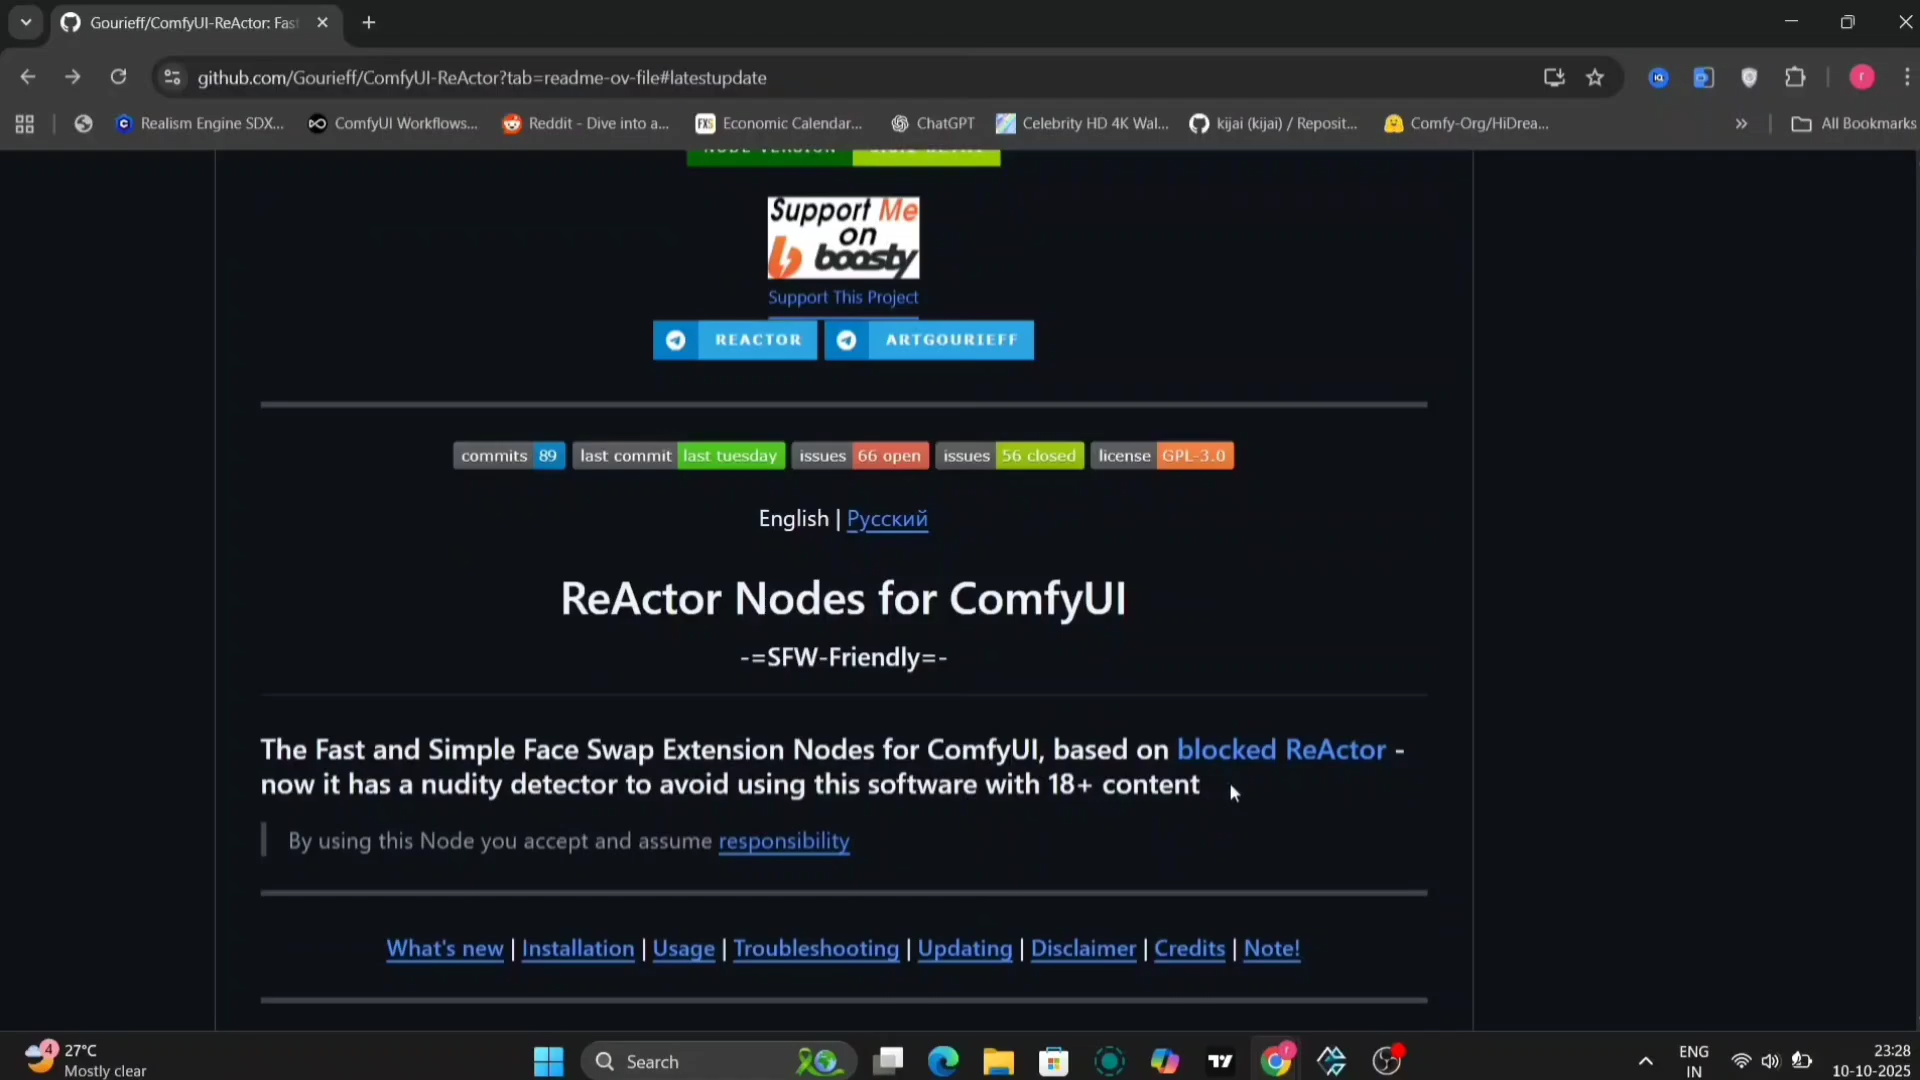 Gourieff/ComfyUI-ReActor: Fast
github.com/Gourieff/ComfyUI-ReActor?tab=readme-ov-file#latestupdate
Realism Engine SDX...
ComfyUI Workflows...
Reddit - Dive into a...
FXS
Economic Calendar...
ChatGPT
Celebrity HD 4K Wal...
kijai (kijai) / Reposit...
Comfy-Org/HiDrea...
All Bookmarks
NODE VERSION
Support Me
on
boosty
Support This Project
REACTOR
ARTGOURIEFF
commits 89
last commit last tuesday
issues 66 open
issues 56 closed
license GPL-3.0
English | Русский
ReActor Nodes for ComfyUI
-=SFW-Friendly=-
The Fast and Simple Face Swap Extension Nodes for ComfyUI, based on blocked ReActor -
now it has a nudity detector to avoid using this software with 18+ content
By using this Node you accept and assume responsibility
What's new | Installation | Usage | Troubleshooting | Updating | Disclaimer | Credits | Note!
4
27°C
Mostly clear
Search
ENG
IN
23:28
10-10-2025